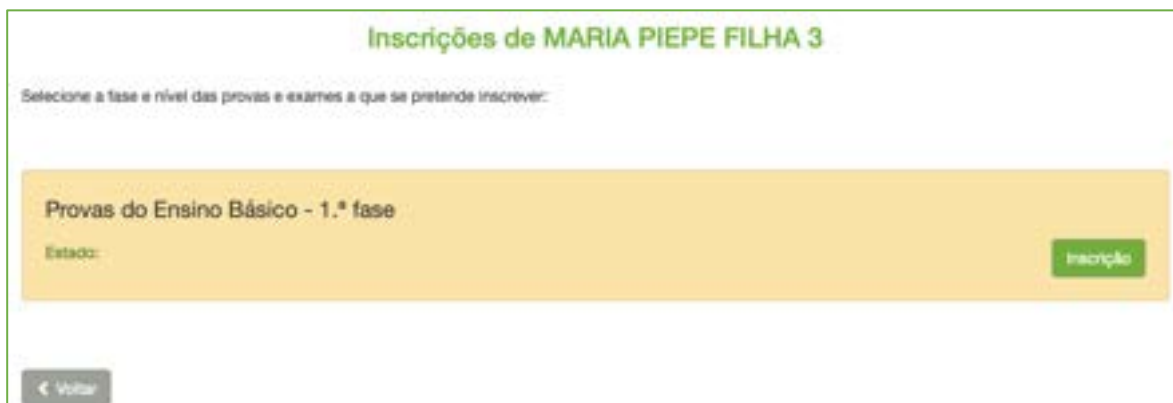 Inscrições de MARIA PIEPE FILHA 3
Selecione a fase e nível das provas e exames a que se pretende inscrever:
Provas do Ensino Básico - 1.ª fase
Estado:
Inscrição
< Voltar